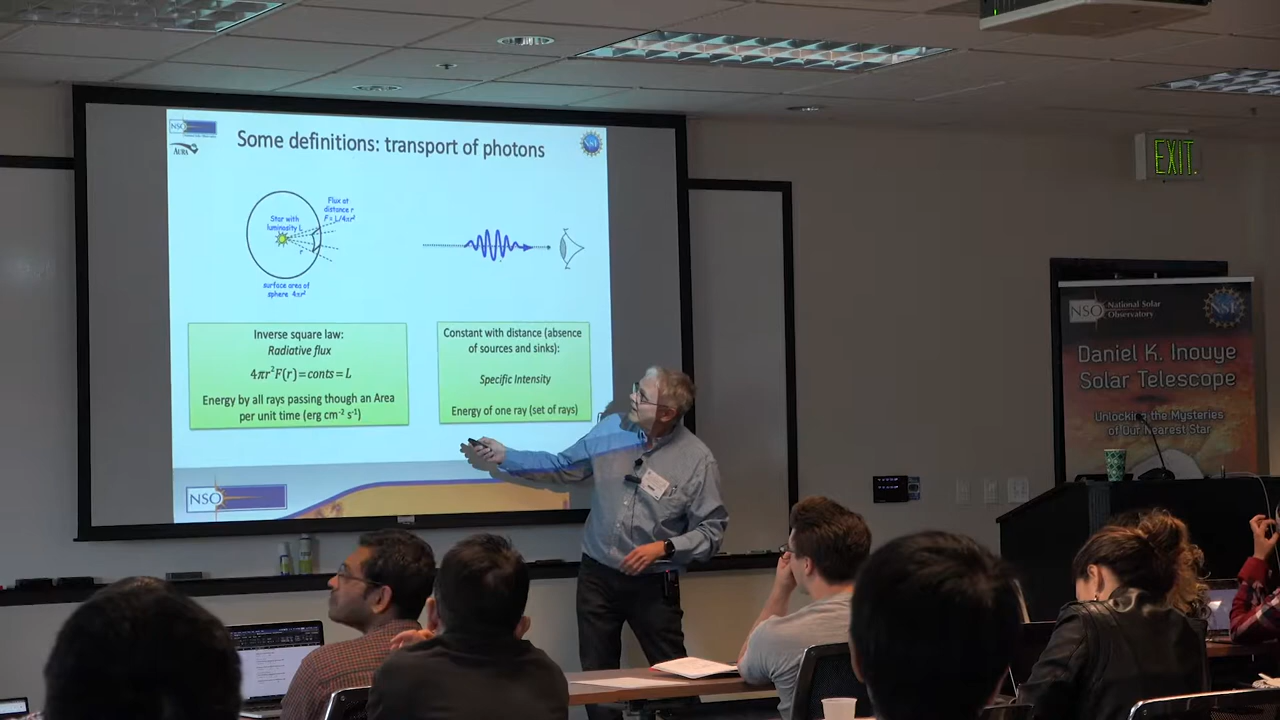 NSO
AURA
NSF
Some definitions: transport of photons
Flux at
distance r
F = L/4πr²
Star with
luminosity L
r
surface area of
sphere 4πr²
Inverse square law:
Radiative flux
4πr²F(r)=conts=L
Energy by all rays passing though an Area
per unit time (erg cm⁻² s⁻¹)
Constant with distance (absence
of sources and sinks):
Specific Intensity
Energy of one ray (set of rays)
NSO
EXIT
NSO National Solar
Observatory
NSF
Daniel K. Inouye
Solar Telescope
Unlocking the Mysteries
of Our Nearest Star